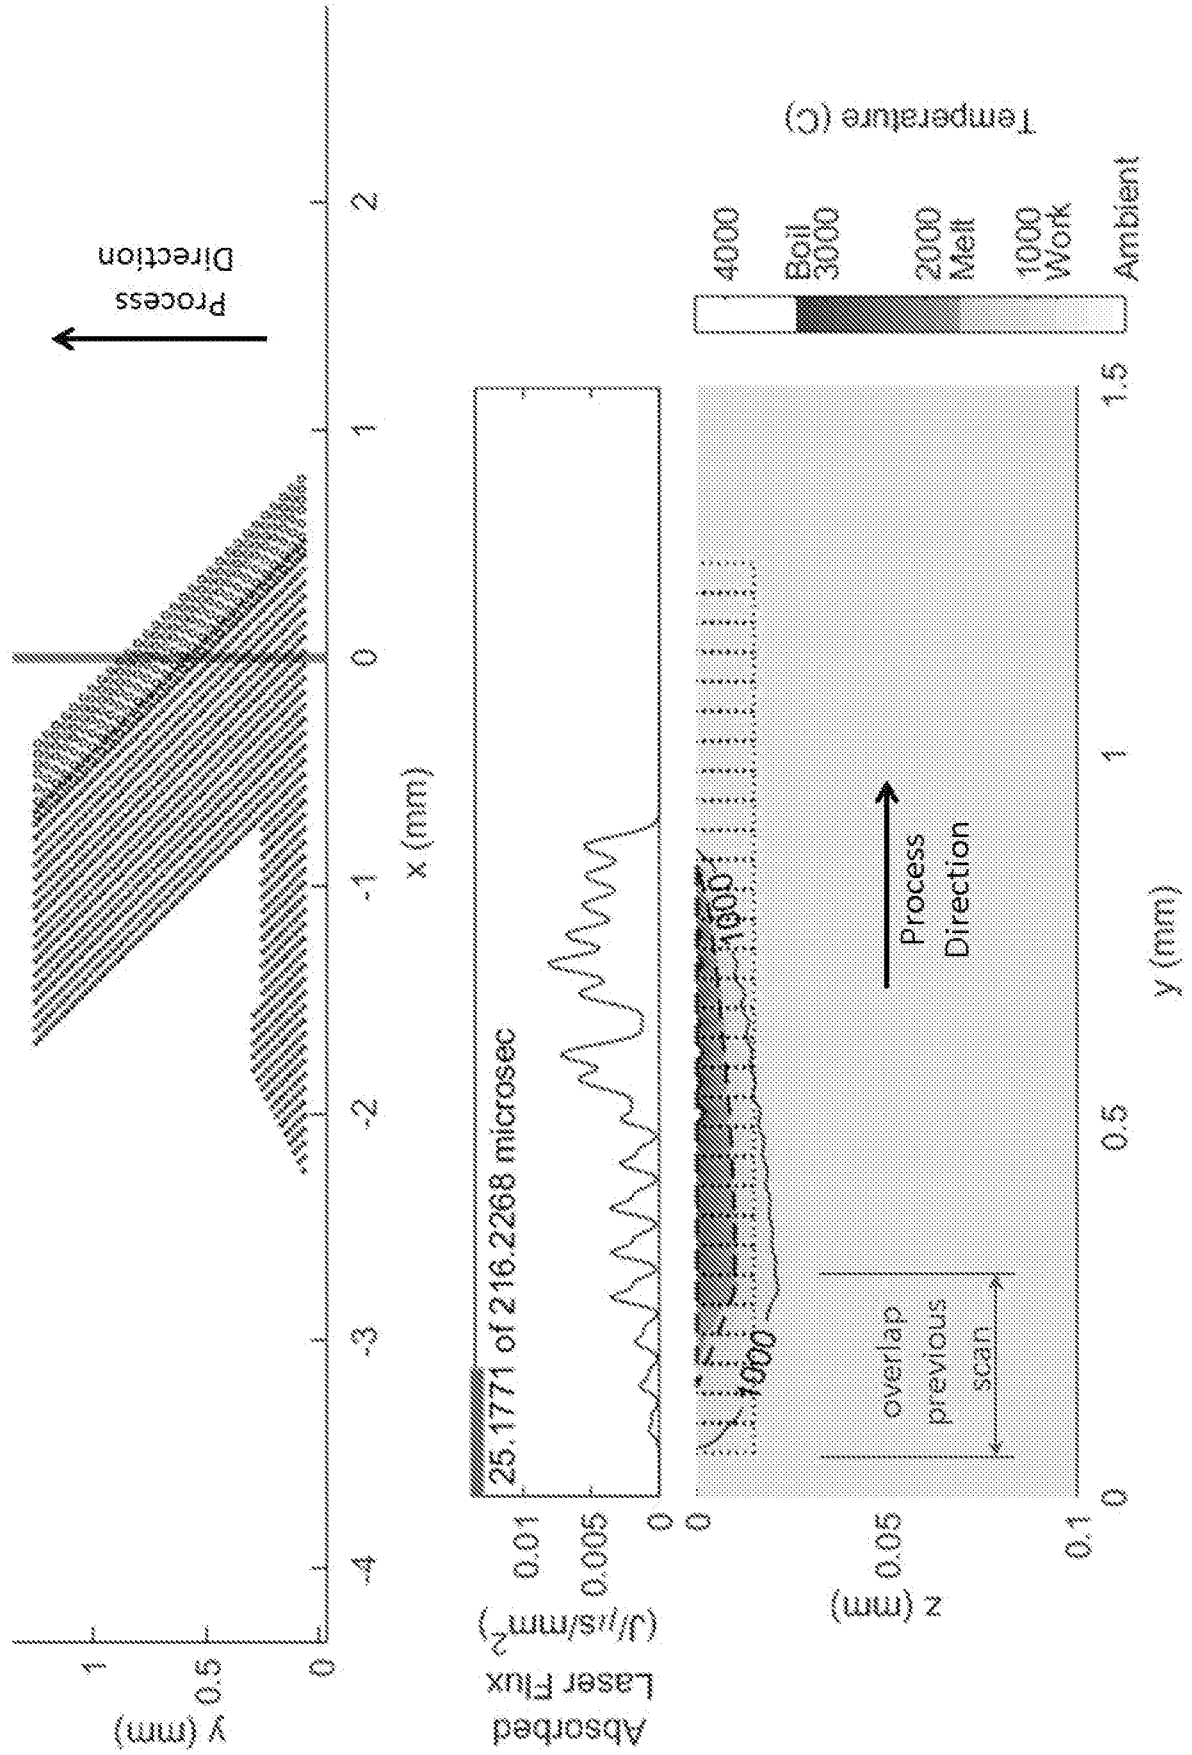 y (mm)
1
0.5
0
-4
-3
-2
-1
0
1
2
x (mm)
Process
Direction
Absorbed
Laser Flux
(J/μs/mm²)
0.01
0.005
0
25.1771 of 216.2268 microsec
z (mm)
0
0.05
0.1
1000
1000
overlap
previous
scan
Process
Direction
0
0.5
1
1.5
y (mm)
4000
Boil
3000
2000
Melt
1000
Work
Ambient
Temperature (C)